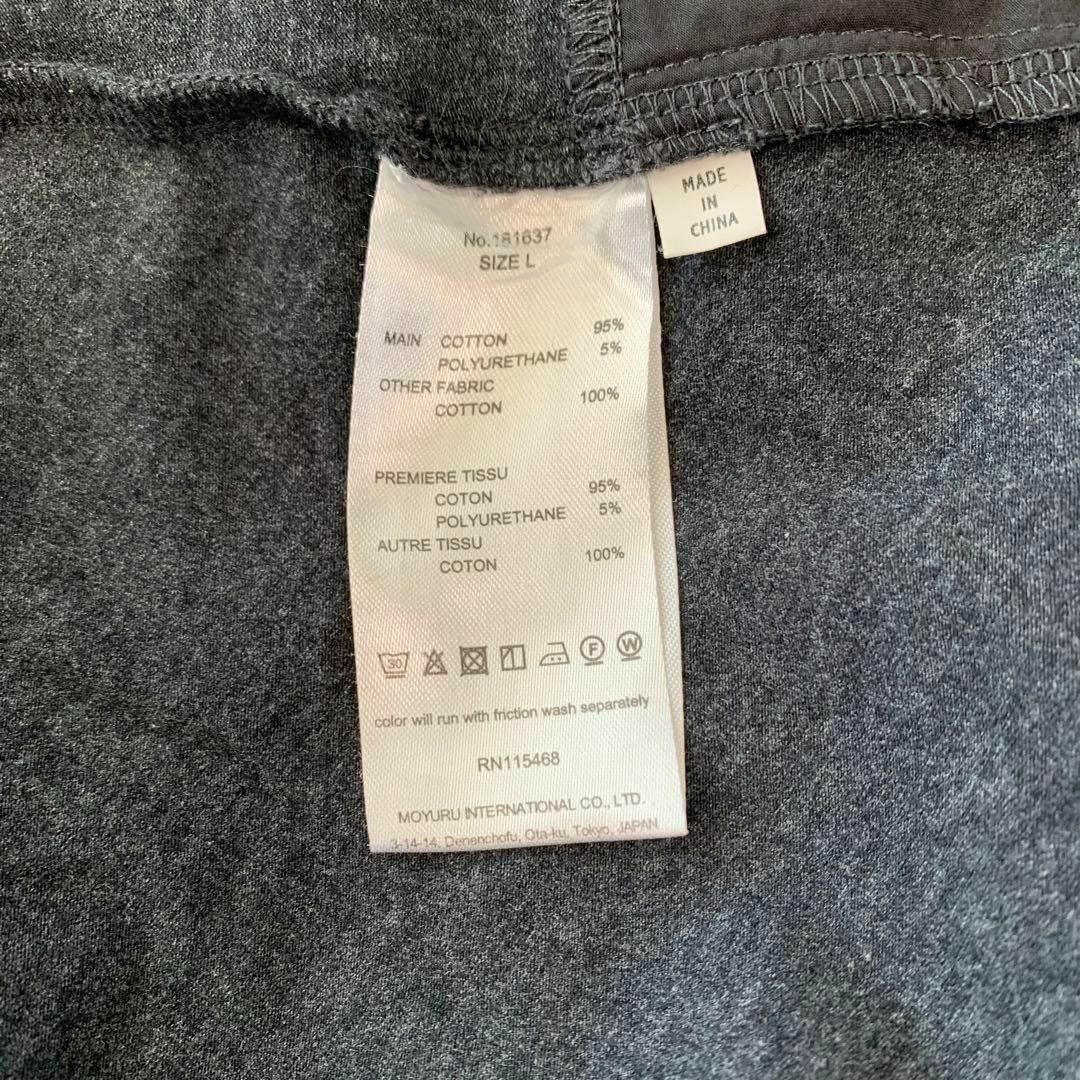 MADE
IN
CHINA
No.181637
SIZE L
MAIN COTTON 95%
POLYURETHANE 5%
OTHER FABRIC
COTTON 100%
PREMIERE TISSU
COTON 95%
POLYURETHANE 5%
AUTRE TISSU
COTON 100%
30 F W
color will run with friction wash separately
RN115468
MOYURU INTERNATIONAL CO., LTD.
3-14-14, Denenchofu, Ota-ku, Tokyo, JAPAN